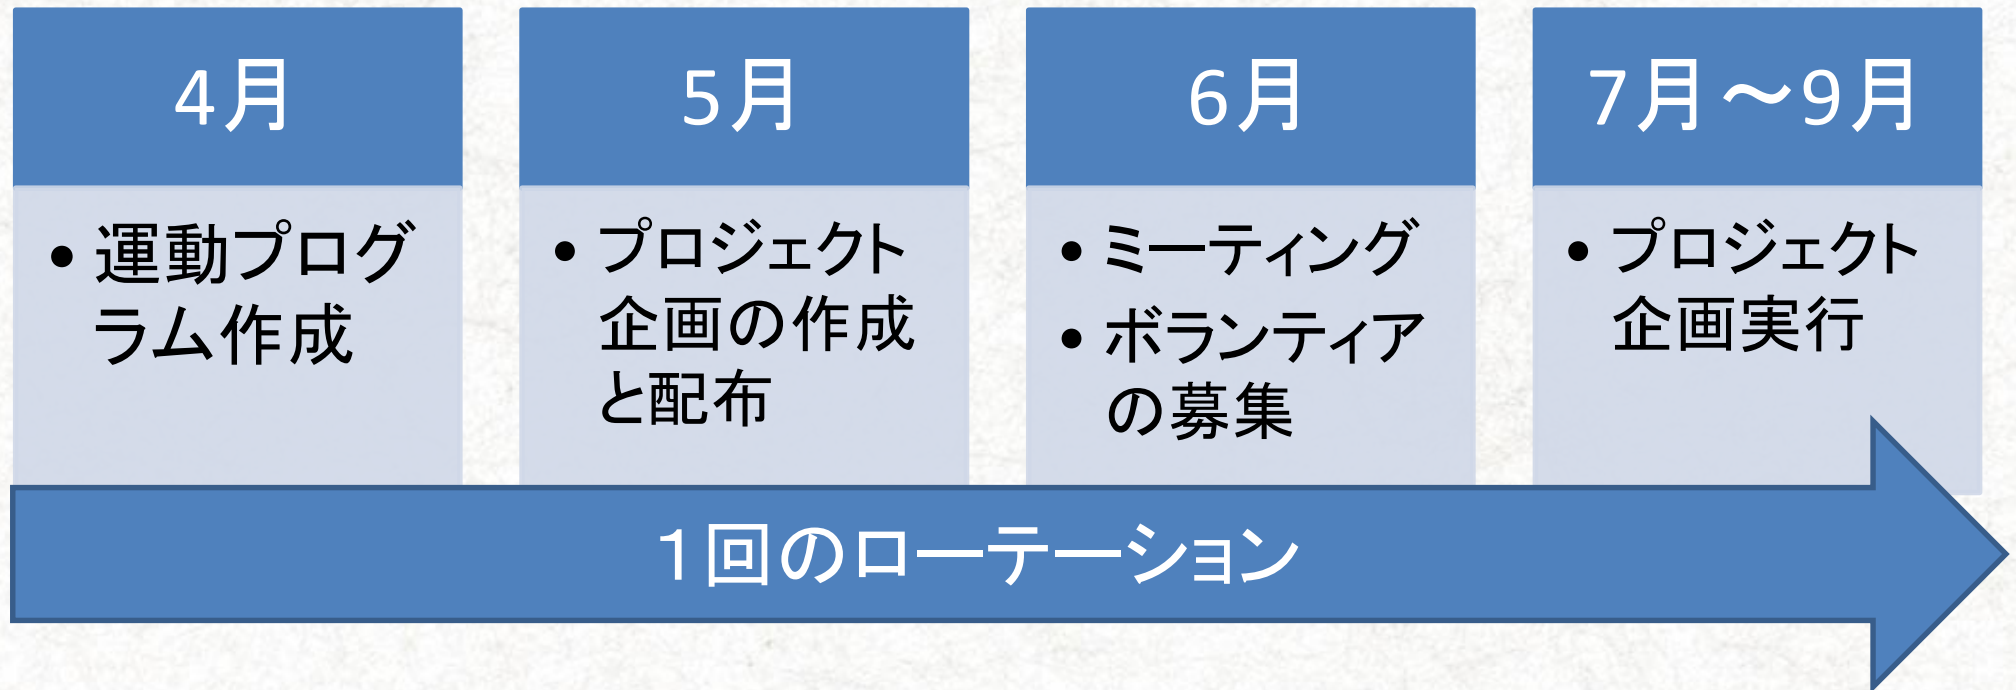 4月
• 運動プログ
ラム作成
5月
• プロジェクト
企画の作成
と配布
6月
• ミーティング
• ボランティア
の募集
7月～9月
• プロジェクト
企画実行
１回のローテーション